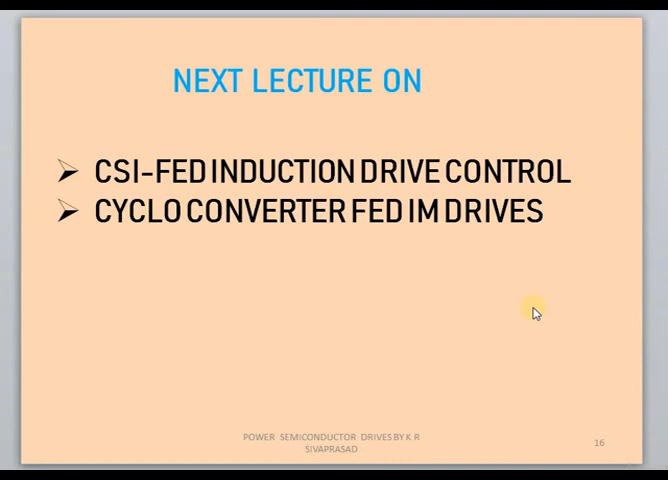 NEXT LECTURE ON
CSI-FED INDUCTION DRIVE CONTROL
CYCLO CONVERTER FED IM DRIVES
POWER SEMICONDUCTOR DRIVES BY K R
SIVAPRASAD
16